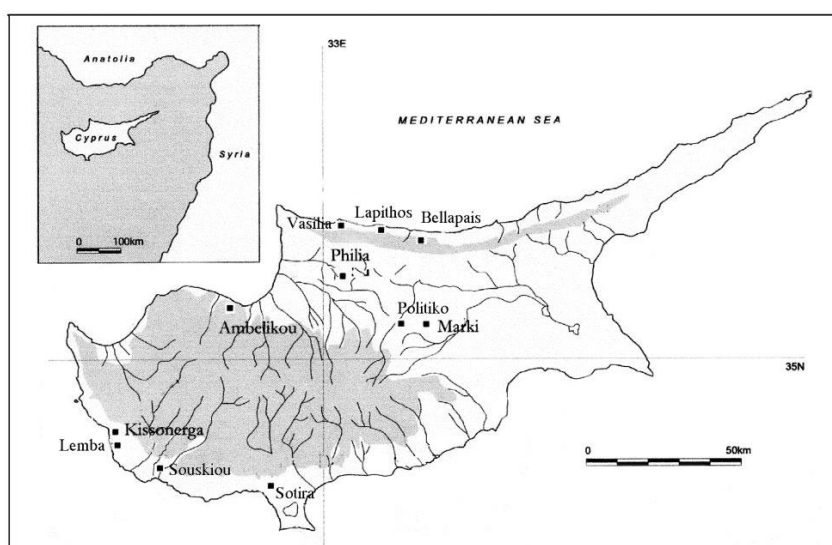 33E
Anatolia
Cyprus
Syria
0 100km
MEDITERRANEAN SEA
Vasilia
Lapithos
Bellapais
Philia
Ambelikou
Politiko
Marki
35N
Kissonerga
Lemba
Souskiou
Sotira
0 50km